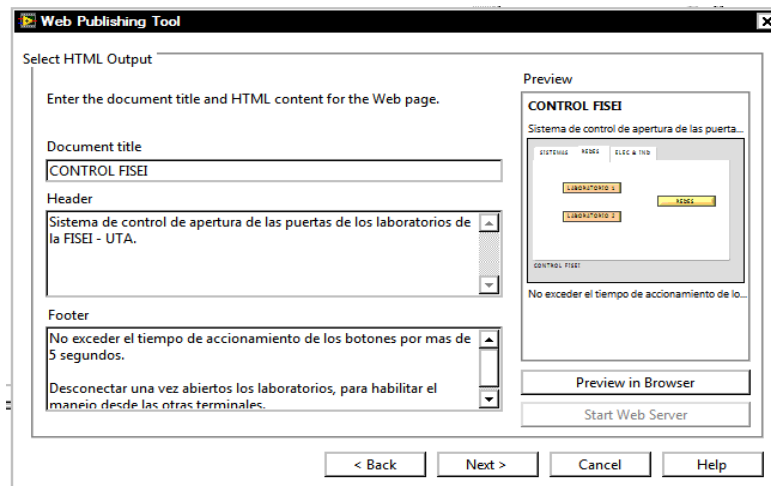 Web Publishing Tool
Select HTML Output
Enter the document title and HTML content for the Web page.
Document title
CONTROL FISEI
Header
Sistema de control de apertura de las puertas de los laboratorios de
la FISEI - UTA.
Footer
No exceder el tiempo de accionamiento de los botones por mas de
5 segundos.
Desconectar una vez abiertos los laboratorios, para habilitar el
manejo desde las otras terminales.
Preview
CONTROL FISEI
Sistema de control de apertura de las puerta...
SISTEMAS REDES ELEC & IND
LABORATORIO 1
REDES
LABORATORIO 2
CONTROL FISEI
No exceder el tiempo de accionamiento de lo...
Preview in Browser
Start Web Server
< Back Next > Cancel Help